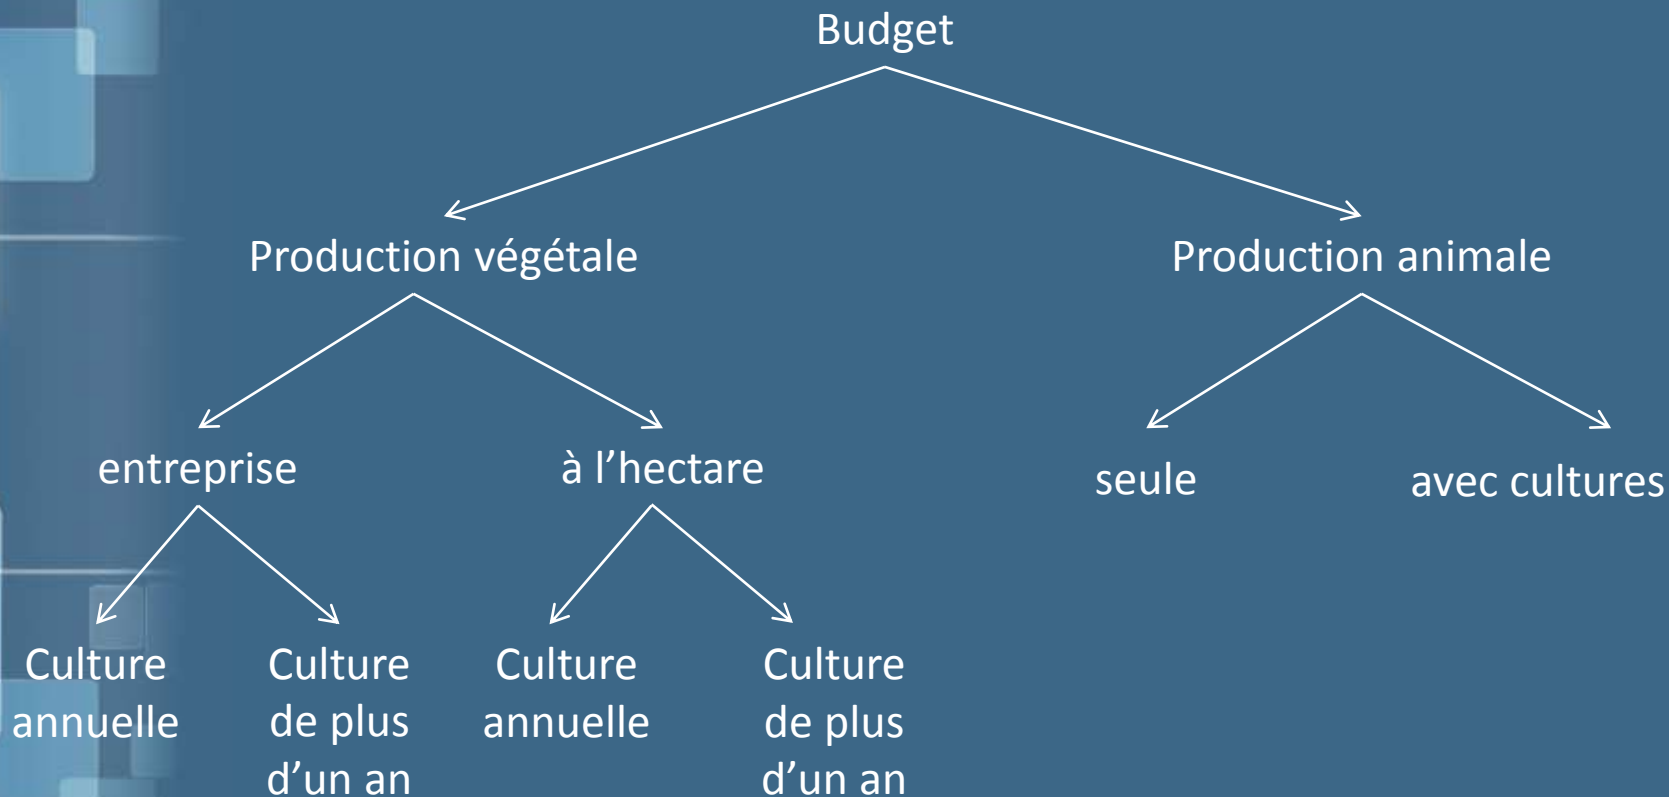 Budget
Production végétale
Production animale
entreprise
à l’hectare
seule
avec cultures
Culture
annuelle
Culture
de plus
d’un an
Culture
annuelle
Culture
de plus
d’un an